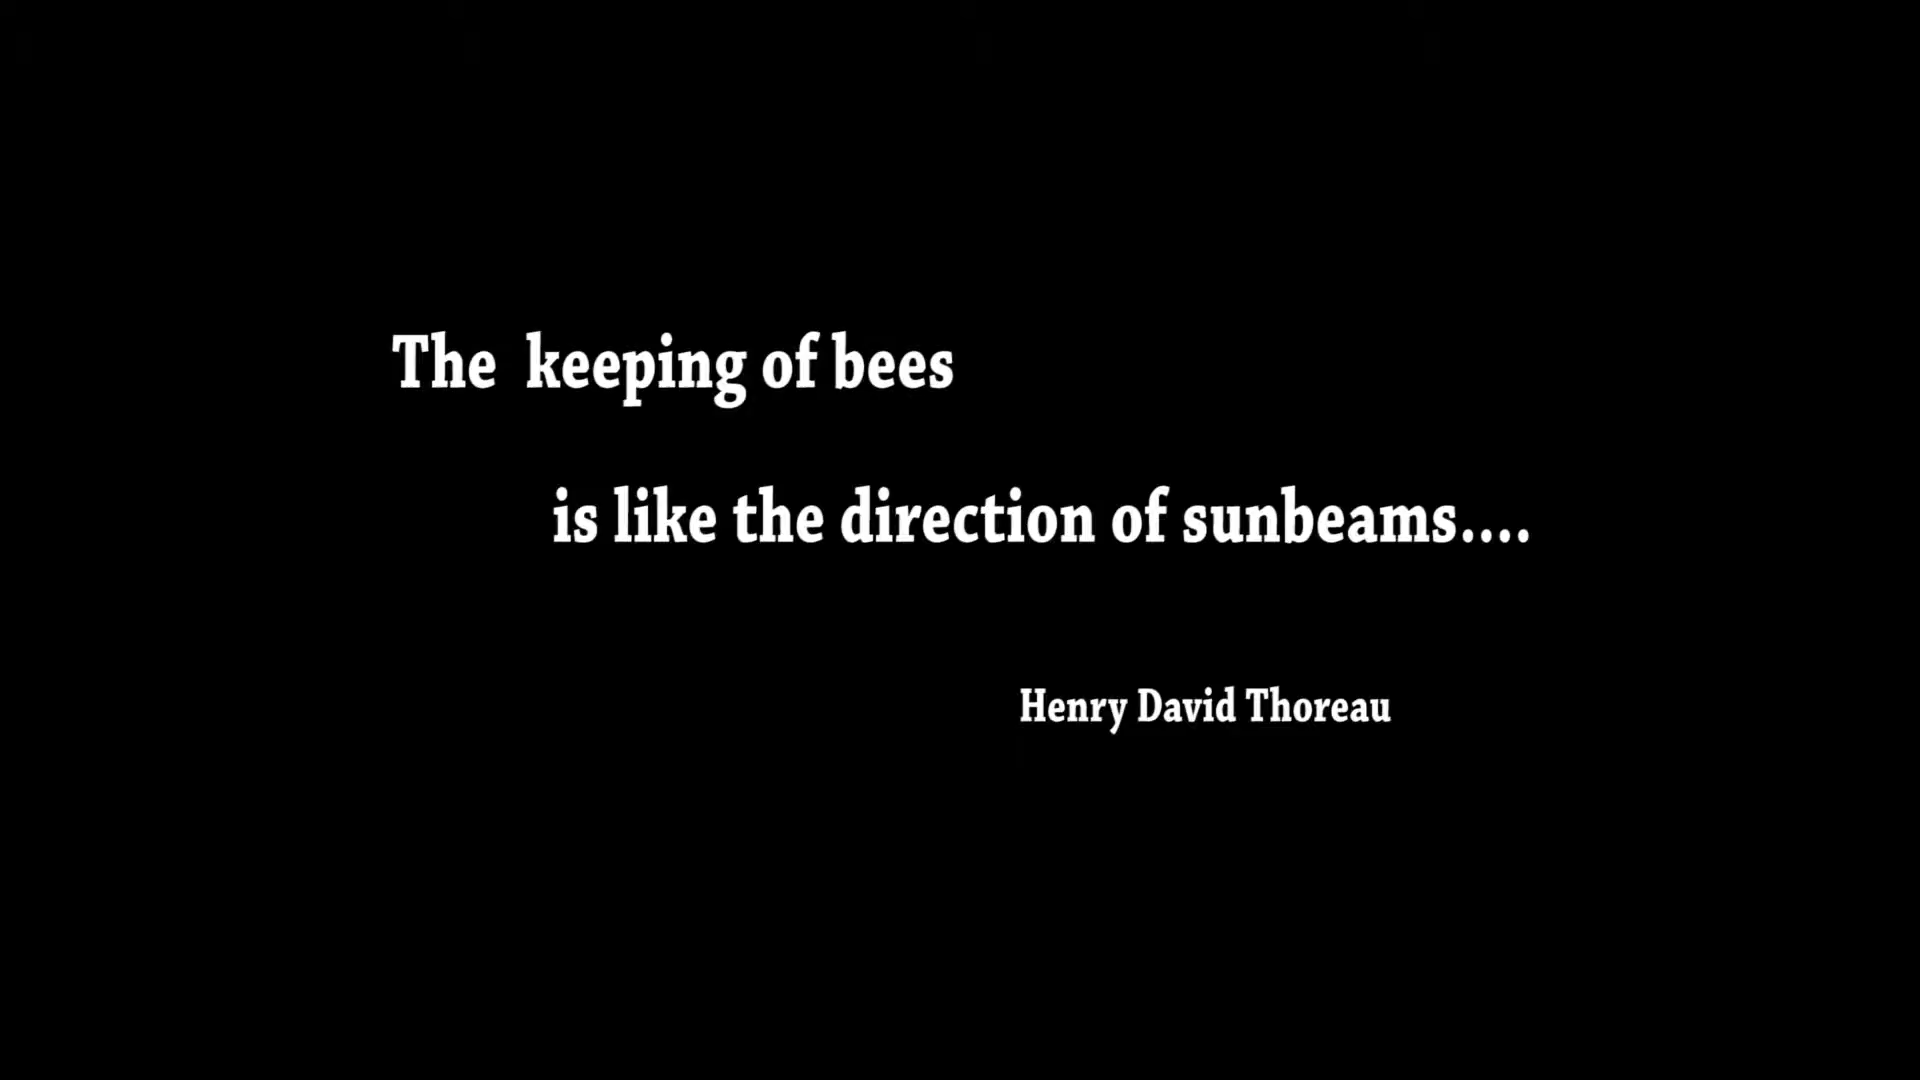 The  keeping of bees
is like the direction of sunbeams....
Henry David Thoreau